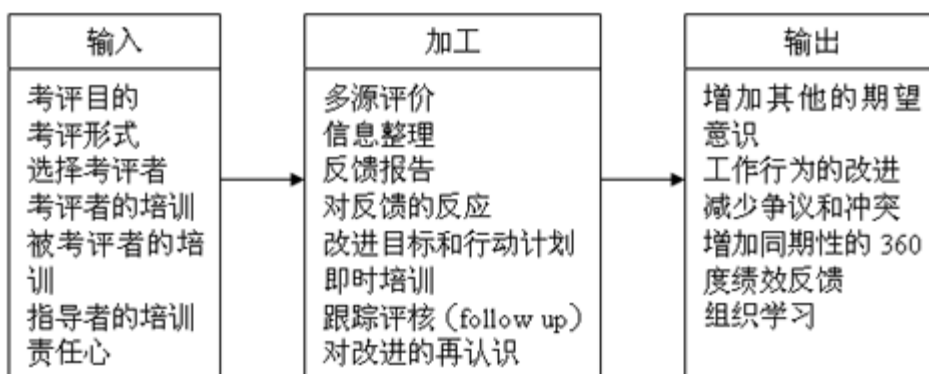 输入
考评目的
考评形式
选择考评者
考评者的培训
被考评者的培
训
指导者的培训
责任心
加工
多源评价
信息整理
反馈报告
对反馈的反应
改进目标和行动计划
即时培训
跟踪评核（follow up）
对改进的再认识
输出
增加其他的期望
意识
工作行为的改进
减少争议和冲突
增加同期性的 360
度绩效反馈
组织学习